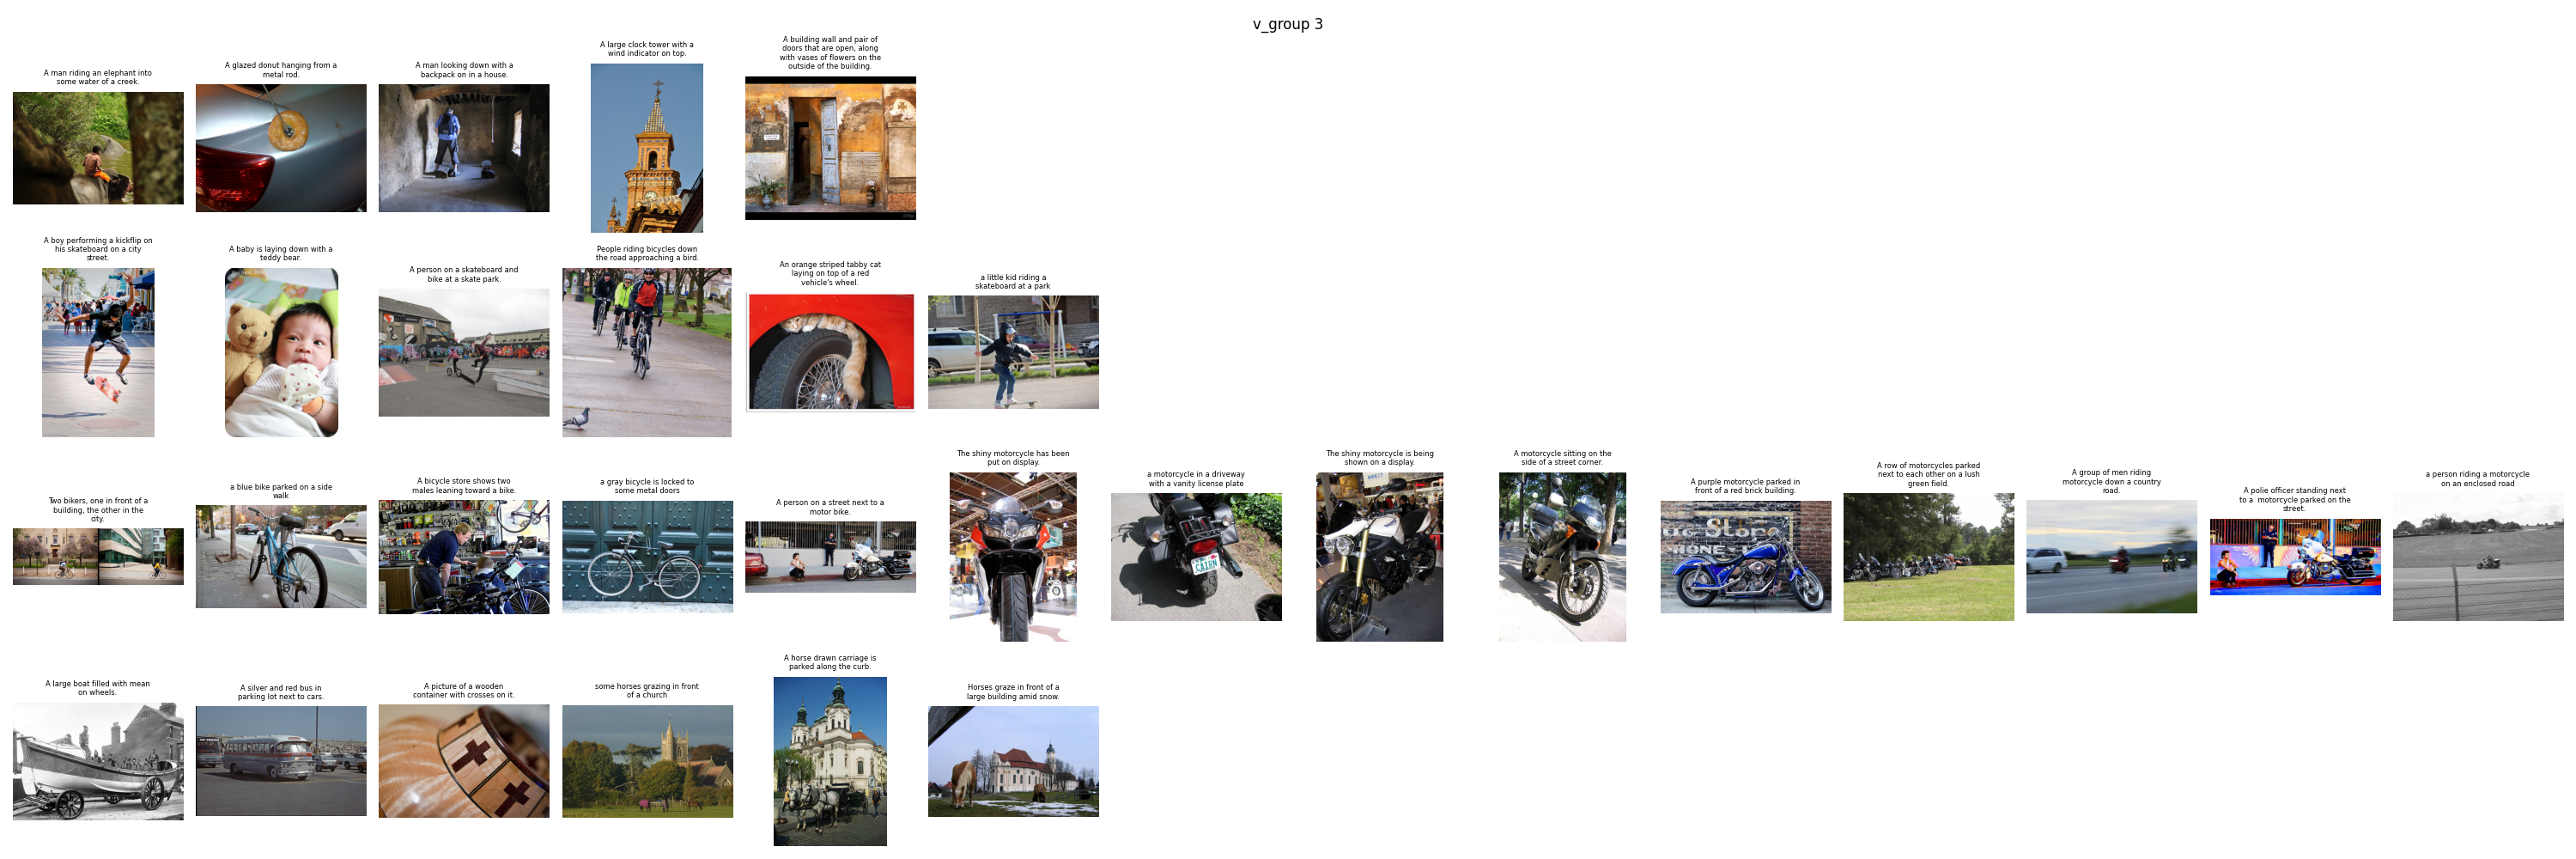 v_group 3
A man riding an elephant into
some water of a creek.
A glazed donut hanging from a
metal rod.
A man looking down with a
backpack on in a house.
A large clock tower with a
wind indicator on top.
A building wall and pair of
doors that are open, along
with vases of flowers on the
outside of the building.
A boy performing a kickflip on
his skateboard on a city
street.
A baby is laying down with a
teddy bear.
A person on a skateboard and
bike at a skate park.
People riding bicycles down
the road approaching a bird.
An orange striped tabby cat
laying on top of a red
vehicle's wheel.
a little kid riding a
skateboard at a park
Two bikers, one in front of a
building, the other in the
city.
a blue bike parked on a side
walk
A bicycle store shows two
males leaning toward a bike.
a gray bicycle is locked to
some metal doors
A person on a street next to a
motor bike.
The shiny motorcycle has been
put on display.
a motorcycle in a driveway
with a vanity license plate
CAIRN
The shiny motorcycle is being
shown on a display.
A motorcycle sitting on the
side of a street corner.
A purple motorcycle parked in
front of a red brick building.
A row of motorcycles parked
next to each other on a lush
green field.
A group of men riding
motorcycle down a country
road.
A polie officer standing next
to a  motorcycle parked on the
street.
a person riding a motorcycle
on an enclosed road
A large boat filled with mean
on wheels.
A silver and red bus in
parking lot next to cars.
A picture of a wooden
container with crosses on it.
some horses grazing in front
of a church
A horse drawn carriage is
parked along the curb.
Horses graze in front of a
large building amid snow.